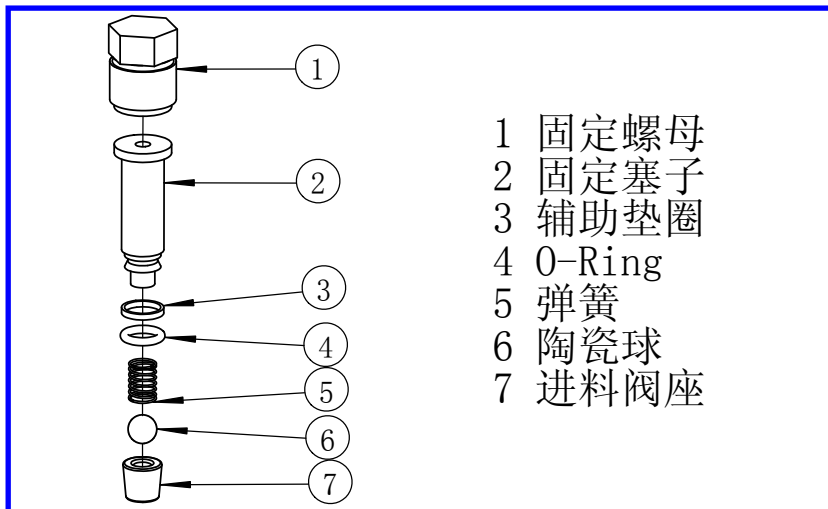 1
2
3
4
5
6
7
1 固定螺母
2 固定塞子
3 辅助垫圈
4 O-Ring
5 弹簧
6 陶瓷球
7 进料阀座